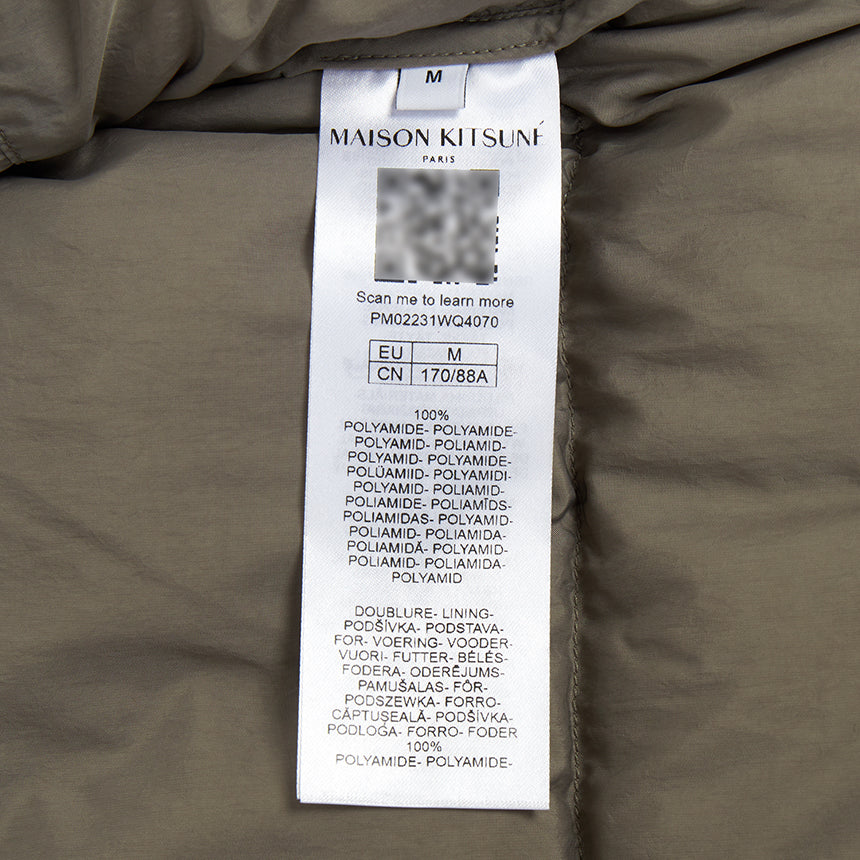 M
MAISON KITSUNÉ
PARIS
Scan me to learn more
PM02231WQ4070
EU M
CN 170/88A
100%
POLYAMIDE- POLYAMIDE-
POLYAMID- POLIAMID-
POLYAMID- POLYAMIDE-
POLÜAMIID- POLYAMIDI-
POLYAMID- POLIAMID-
POLIAMIDE- POLIAMĪDS-
POLIAMIDAS- POLYAMID-
POLIAMID- POLIAMIDA-
POLIAMIDĂ- POLYAMID-
POLIAMID- POLIAMIDA-
POLYAMID
DOUBLURE- LINING-
PODŠÍVKA- PODSTAVA-
FOR- VOERING- VOODER-
VUORI- FUTTER- BÉLÉS-
FODERA- ODERĒJUMS-
PAMUŠALAS- FÔR-
PODSZEWKA- FORRO-
CĂPTUŞEALĂ- PODŠÍVKA-
PODLOGA- FORRO- FODER
100%
POLYAMIDE- POLYAMIDE-